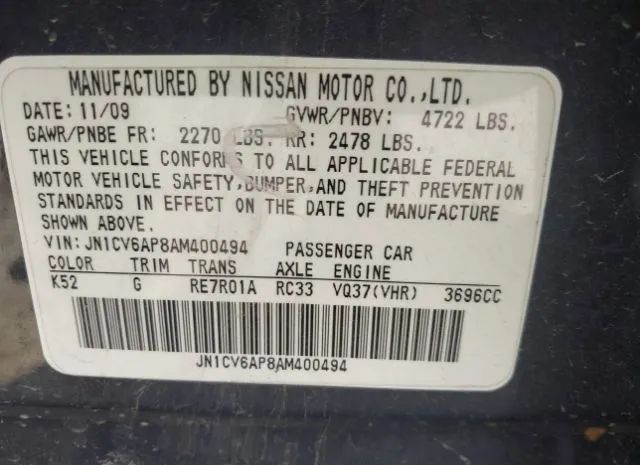 MANUFACTURED BY NISSAN MOTOR CO.,LTD.
DATE: 11/09 GVWR/PNBV: 4722 LBS.
GAWR/PNBE FR: 2270 LBS. RR: 2478 LBS.
THIS VEHICLE CONFORMS TO ALL APPLICABLE FEDERAL
MOTOR VEHICLE SAFETY,BUMPER,AND THEFT PREVENTION
STANDARDS IN EFFECT ON THE DATE OF MANUFACTURE
SHOWN ABOVE.
VIN:JN1CV6AP8AM400494 PASSENGER CAR
COLOR TRIM TRANS AXLE ENGINE
K52 G RE7R01A RC33 VQ37(VHR) 3696CC
JN1CV6AP8AM400494